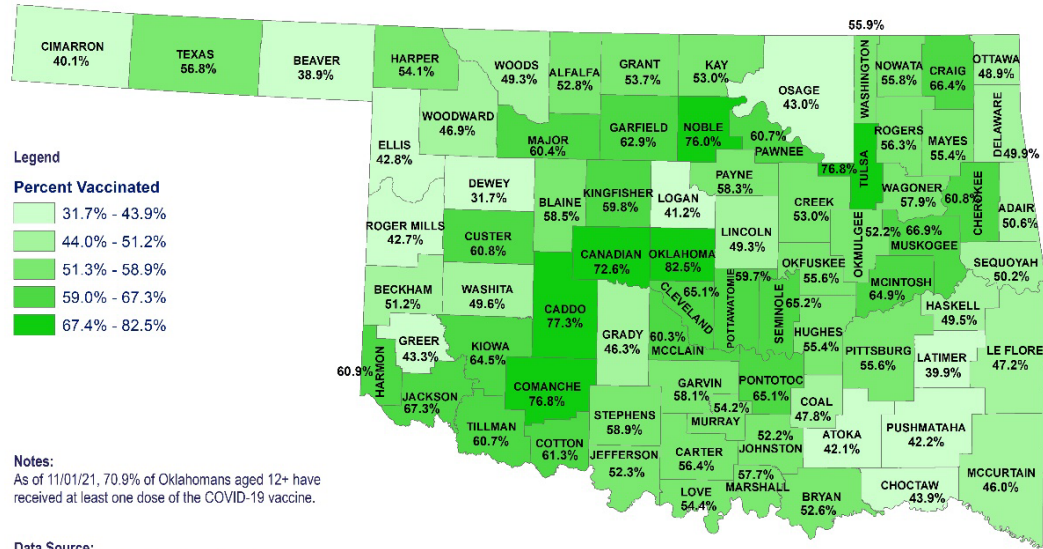 55.9%
CIMARRON
40.1%
TEXAS
56.8%
BEAVER
38.9%
HARPER
54.1%
WOODS
49.3%
ALFALFA
52.8%
GRANT
53.7%
KAY
53.0%
OSAGE
43.0%
WASHINGTON
NOWATA
55.8%
CRAIG
66.4%
OTTAWA
48.9%
ELLIS
42.8%
WOODWARD
46.9%
MAJOR
60.4%
GARFIELD
62.9%
NOBLE
76.0%
60.7%
PAWNEE
76.8%
TULSA
ROGERS
56.3%
MAYES
55.4%
DELAWARE
49.9%
Legend
Percent Vaccinated
31.7% - 43.9%
44.0% - 51.2%
51.3% - 58.9%
59.0% - 67.3%
67.4% - 82.5%
ROGER MILLS
42.7%
DEWEY
31.7%
CUSTER
60.8%
BLAINE
58.5%
KINGFISHER
59.8%
LOGAN
41.2%
PAYNE
58.3%
LINCOLN
49.3%
CREEK
53.0%
OKMULGEE
52.2%
WAGONER
57.9%
CHEROKEE
60.8%
ADAIR
50.6%
BECKHAM
51.2%
WASHITA
49.6%
CANADIAN
72.6%
OKLAHOMA
82.5%
CADDO
77.3%
GRADY
46.3%
65.1%
CLEVELAND
60.3%
MCCLAIN
59.7%
POTTAWATOMIE
SEMINOLE
65.2%
OKFUSKEE
55.6%
66.9%
MUSKOGEE
MCINTOSH
64.9%
SEQUOYAH
50.2%
HASKELL
49.5%
HUGHES
55.4%
PITTSBURG
55.6%
LATIMER
39.9%
LE FLORE
47.2%
GREER
43.3%
60.9%
HARMON
KIOWA
64.5%
JACKSON
67.3%
COMANCHE
76.8%
TILLMAN
60.7%
COTTON
61.3%
STEPHENS
58.9%
JEFFERSON
52.3%
GARVIN
58.1%
54.2%
MURRAY
PONTOTOC
65.1%
COAL
47.8%
ATOKA
42.1%
PUSHMATAHA
42.2%
52.2%
JOHNSTON
CARTER
56.4%
LOVE
54.4%
57.7%
MARSHALL
BRYAN
52.6%
CHOCTAW
43.9%
MCCURTAIN
46.0%
Notes:
As of 11/01/21, 70.9% of Oklahomans aged 12+ have
received at least one dose of the COVID-19 vaccine.
Data Source: